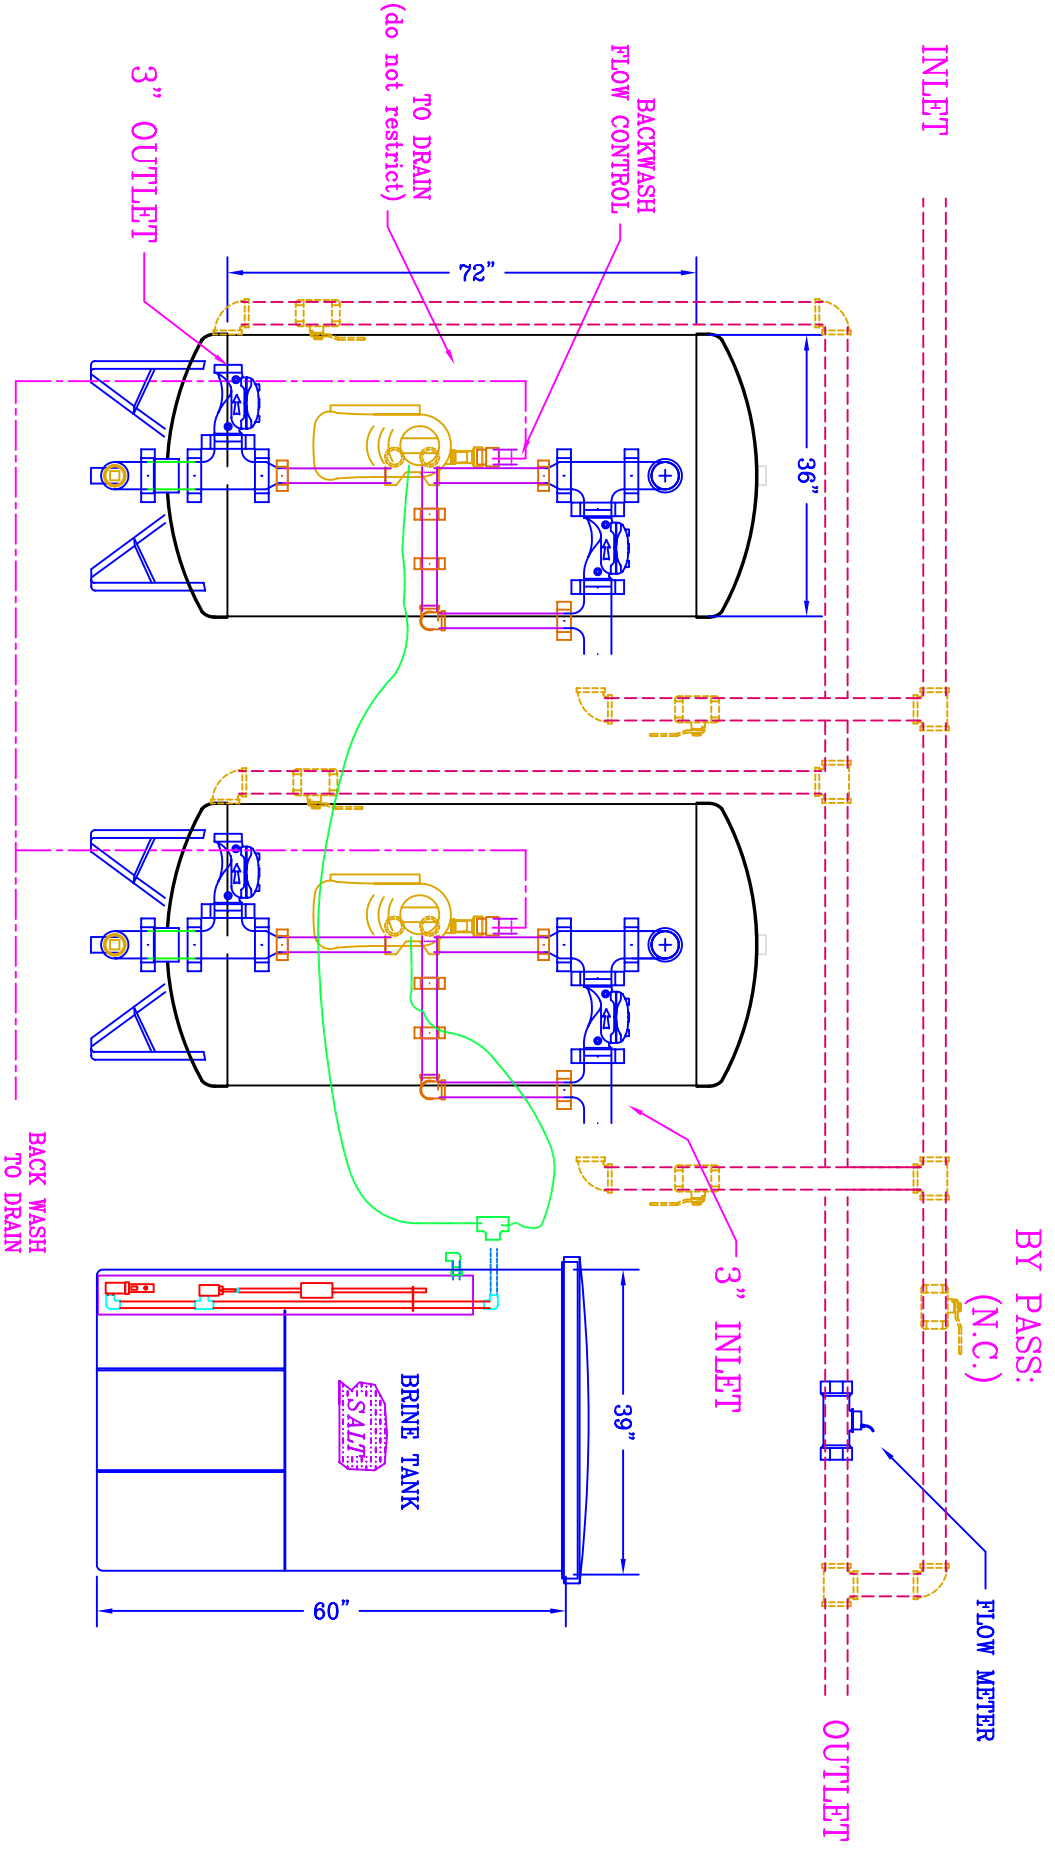 INLET
BY PASS:
(N.C.)
FLOW METER
OUTLET
BACKWASH
FLOW CONTROL
TO DRAIN
(do not restrict)
3" OUTLET
72"
36"
3" INLET
39"
BRINE TANK
SALT
60"
BACK WASH
TO DRAIN